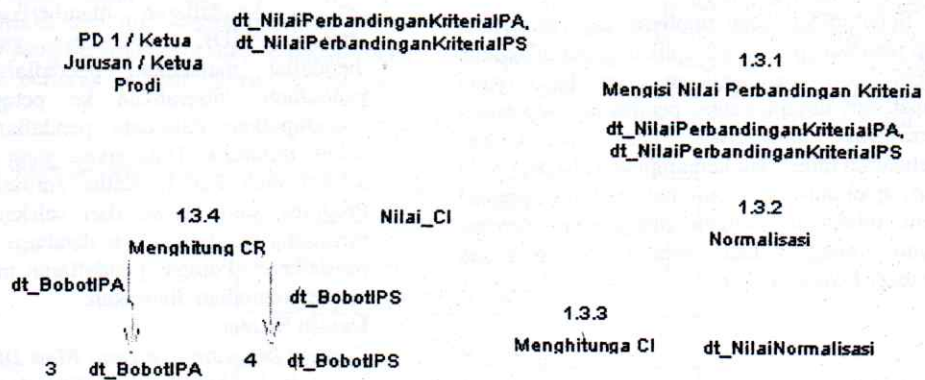 PD 1 / Ketua
Jurusan / Ketua
Prodi
dt_NilaiPerbandinganKriteriaIPA,
dt_NilaiPerbandinganKriteriaIPS
1.3.1
Mengisi Nilai Perbandingan Kriteria
dt_NilaiPerbandinganKriteriaIPA,
dt_NilaiPerbandinganKriteriaIPS
1.3.4
Menghitung CR
Nilai_CI
1.3.2
Normalisasi
dt_BobotIPA
dt_BobotIPS
1.3.3
Menghitunga CI
dt_NilaiNormalisasi
3 dt_BobotIPA
4 dt_BobotIPS